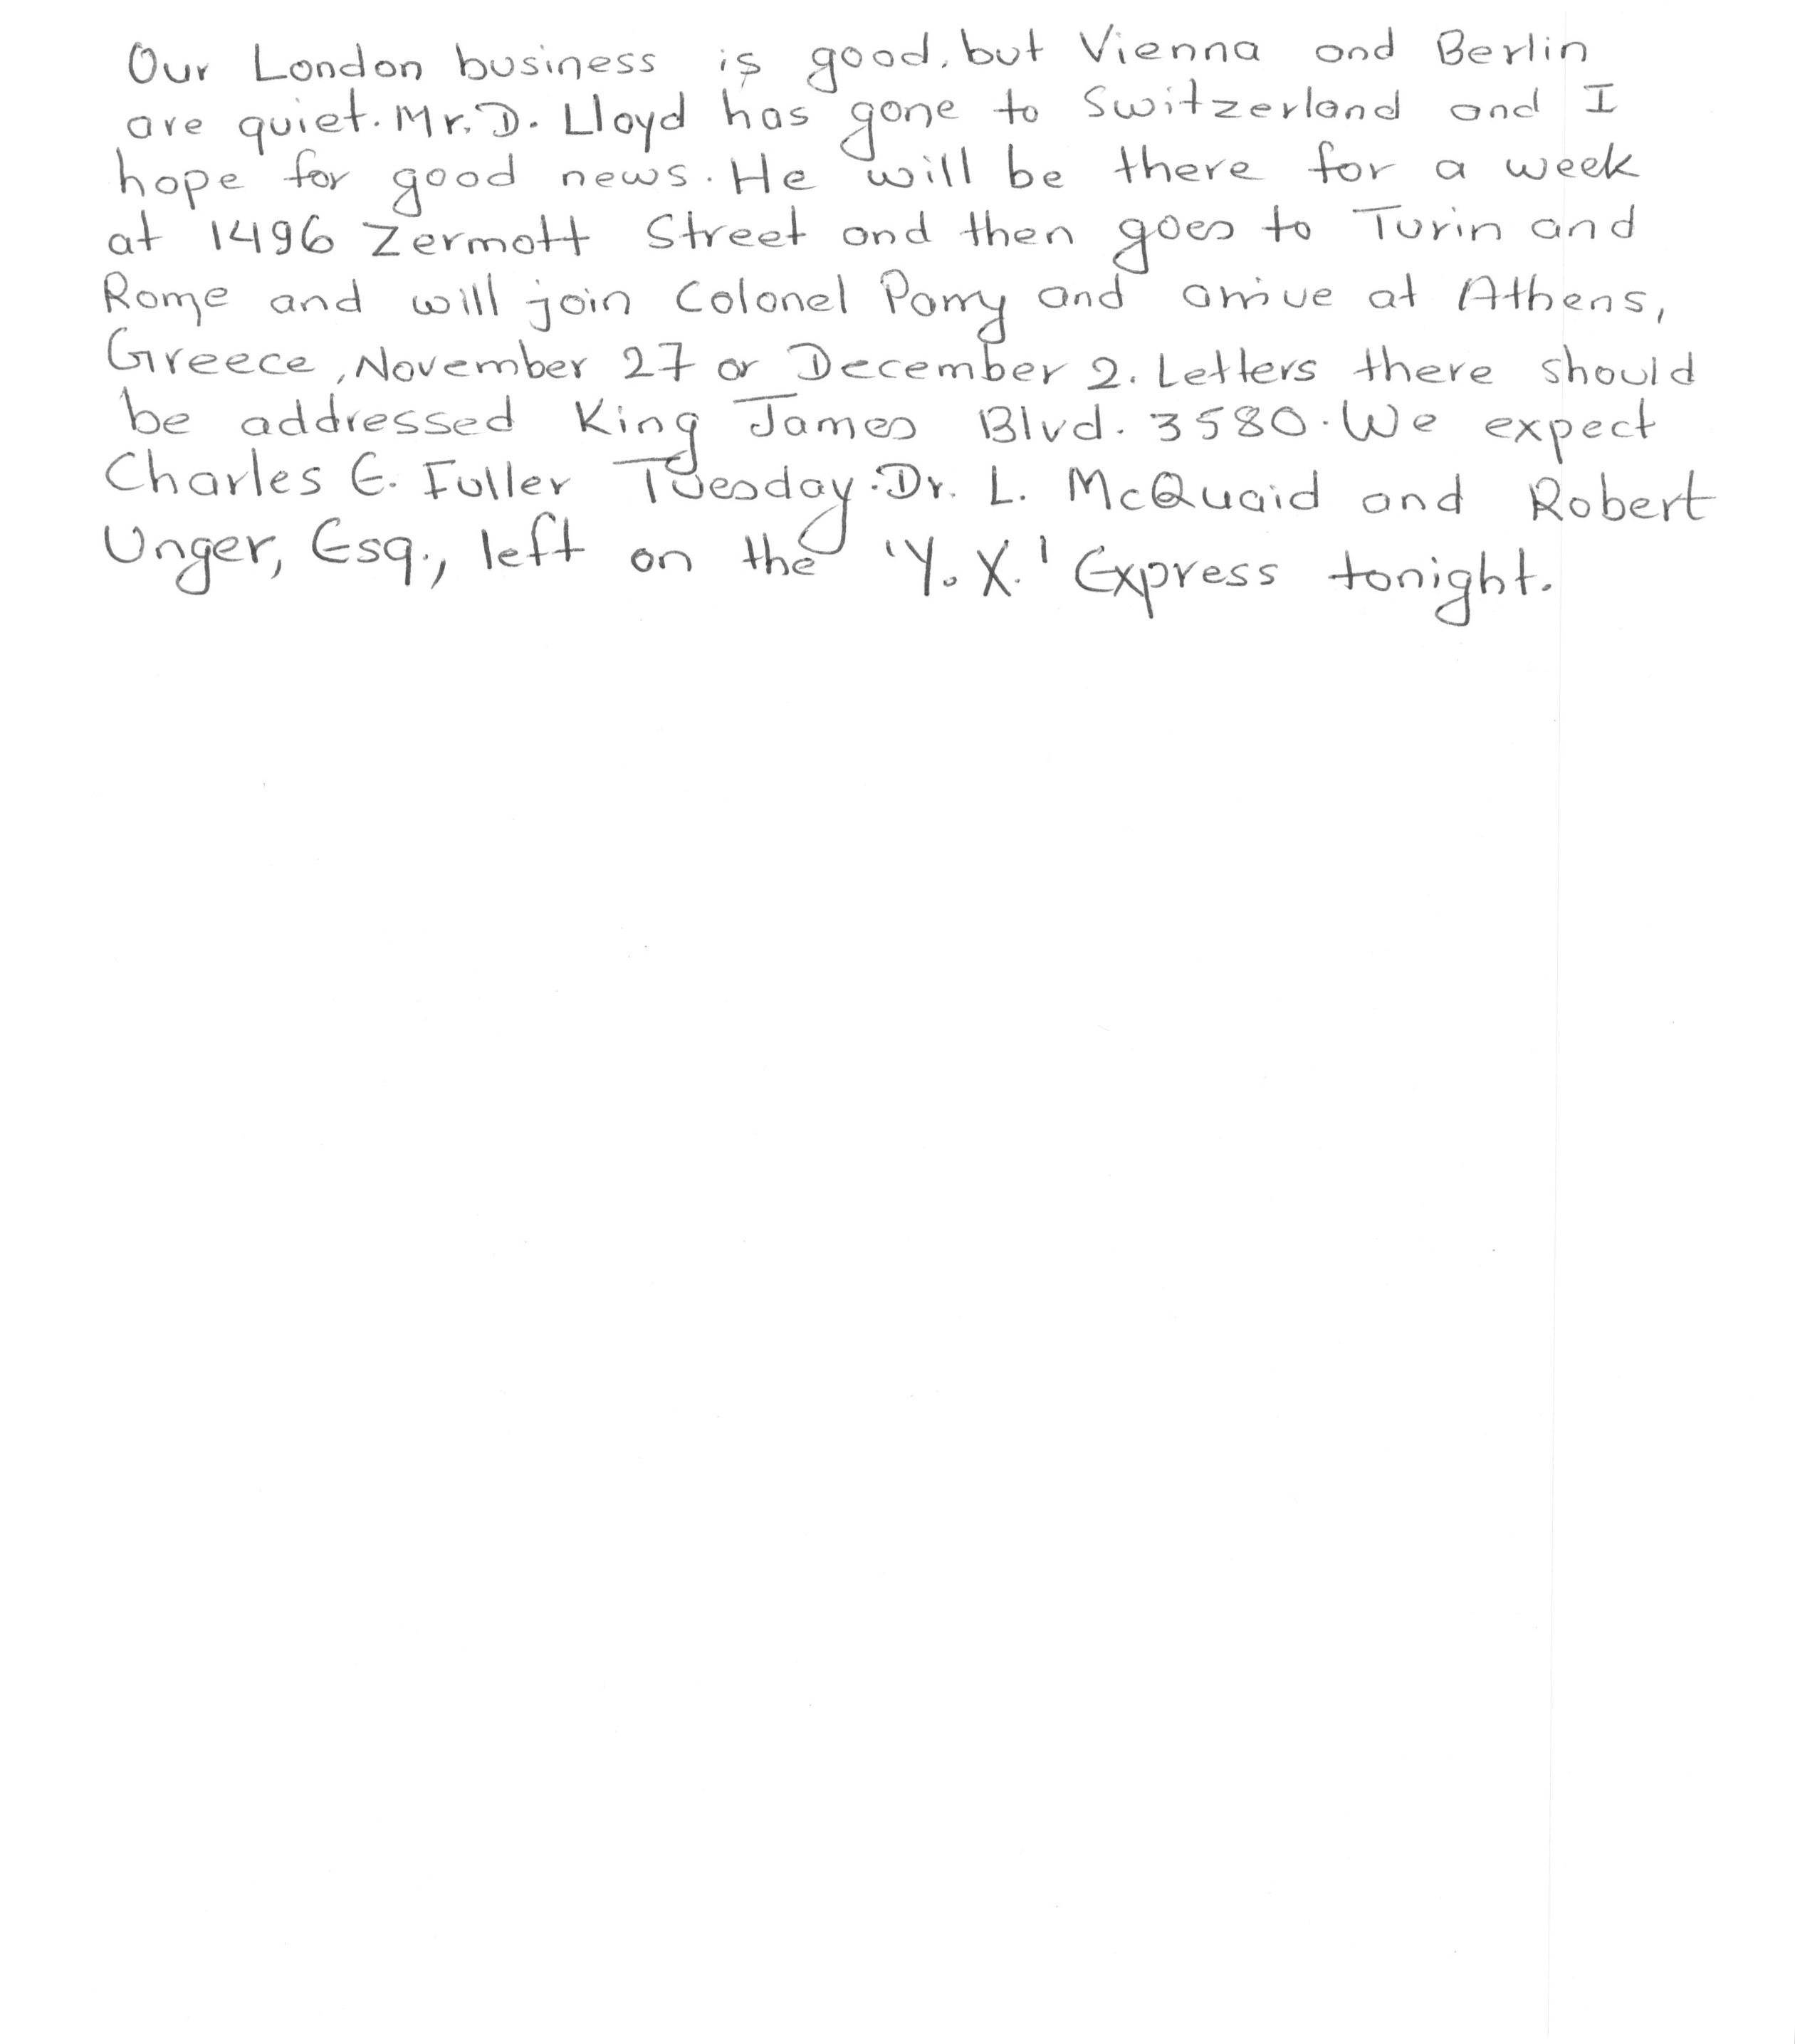 Our London business is good, but Vienna and Berlin
are quiet. Mr. D. Lloyd has gone to Switzerland and I
hope for good news. He will be there for a week
at 1496 Zermott Street and then goes to Turin and
Rome and will join Colonel Parry and arrive at Athens,
Greece, November 27 or December 2. Letters there should
be addressed King James Blvd. 3580. We expect
Charles E. Fuller Tuesday. Dr. L. McQuaid and Robert
Unger, Esq., left on the 'Y. X.' Express tonight.